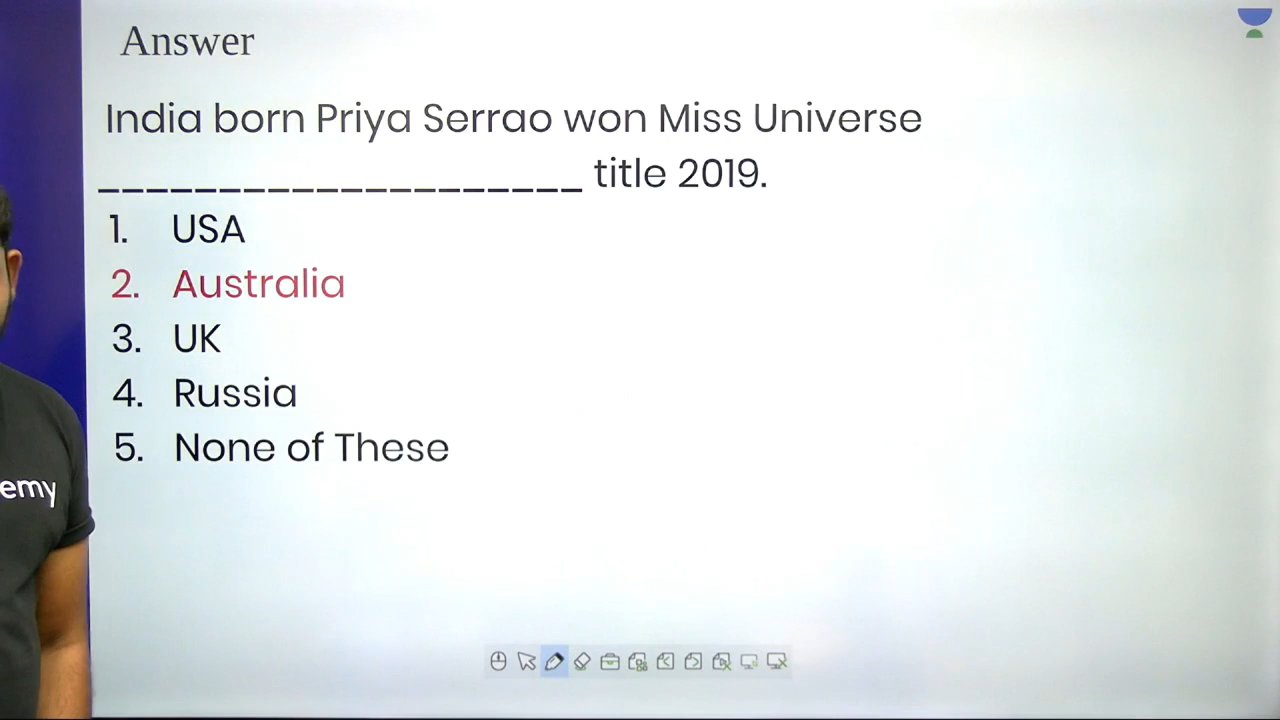 Answer
India born Priya Serrao won Miss Universe
____________________ title 2019.
1. USA
2. Australia
3. UK
4. Russia
5. None of These
emy